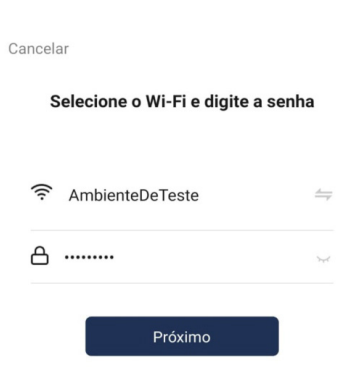 Cancelar
Selecione o Wi-Fi e digite a senha
AmbienteDeTeste
•••••••••
Próximo